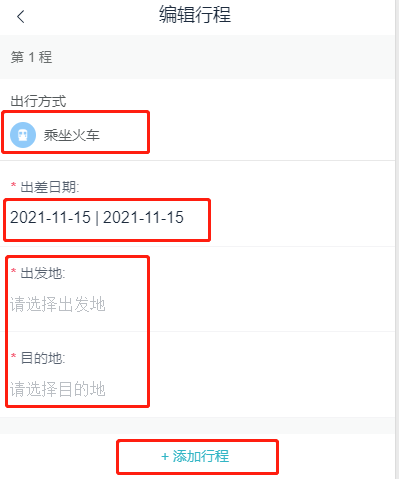 编辑行程
第 1 程
出行方式
乘坐火车
* 出差日期:
2021-11-15 | 2021-11-15
* 出发地:
请选择出发地
* 目的地:
请选择目的地
+ 添加行程